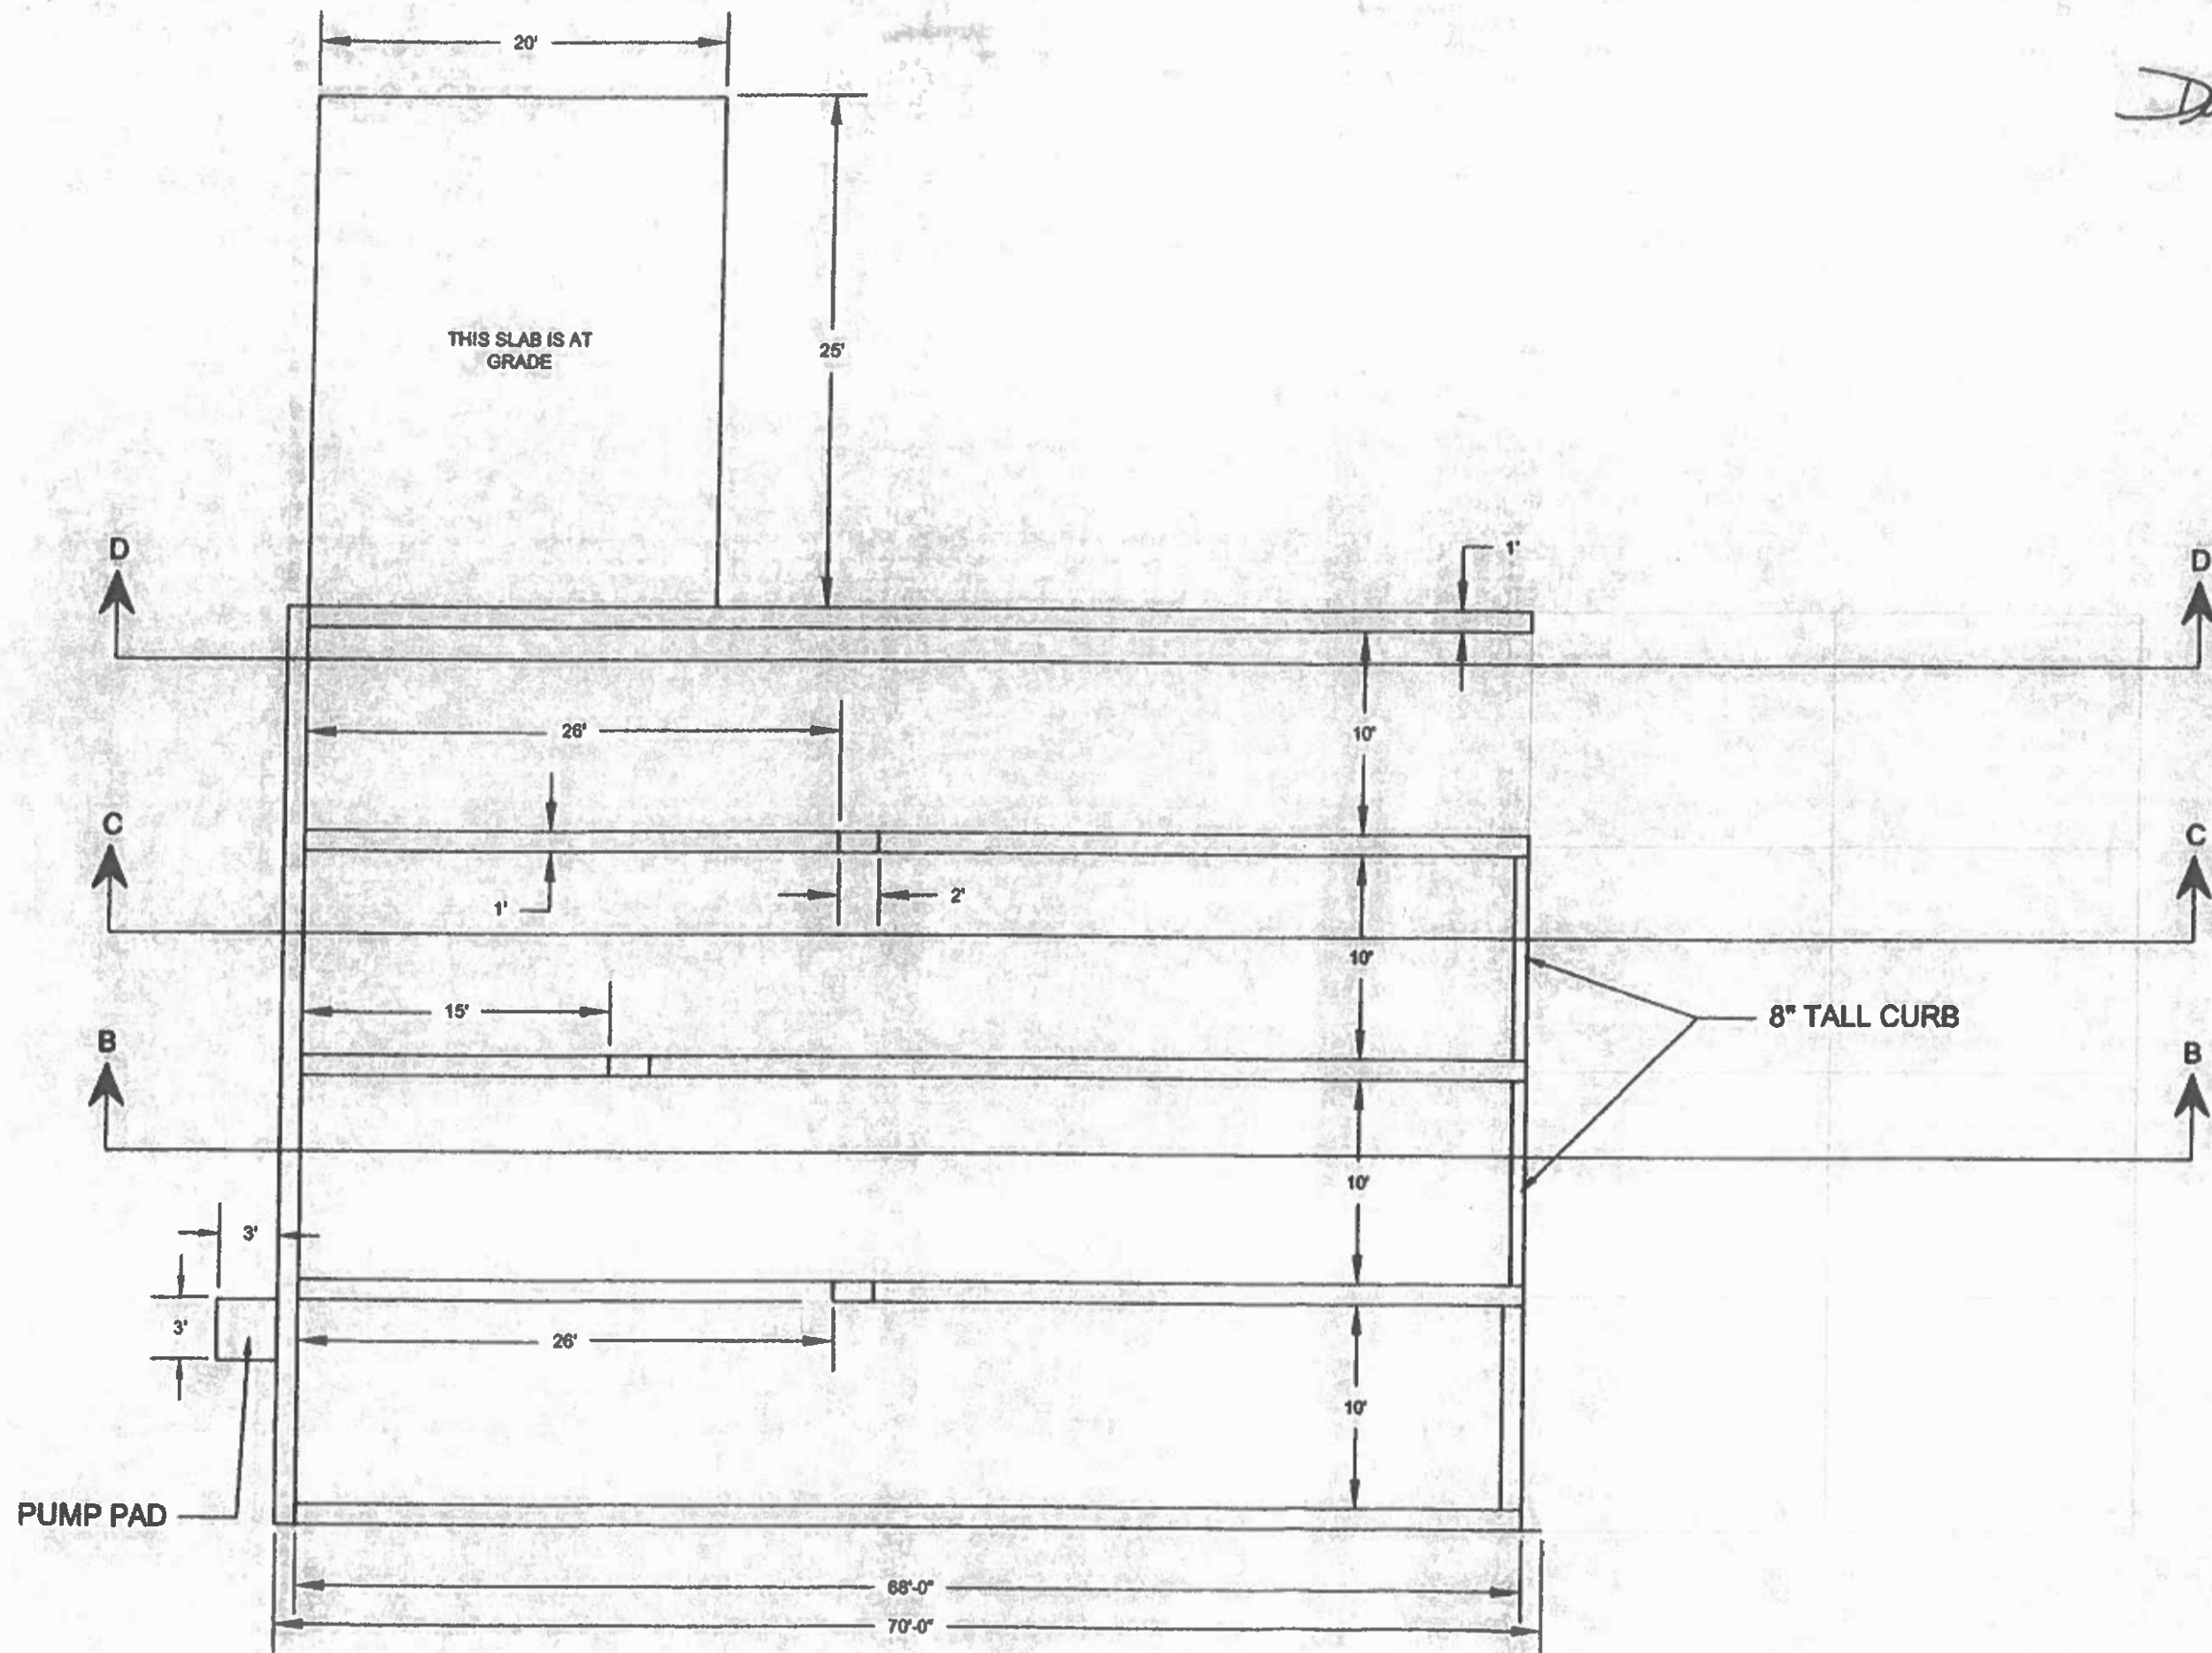 20'
THIS SLAB IS AT
GRADE
25'
1'
D
D
26'
10'
C
C
1'
2'
10'
15'
8" TALL CURB
B
B
10'
3'
3'
26'
10'
PUMP PAD
68'-0"
70'-0"